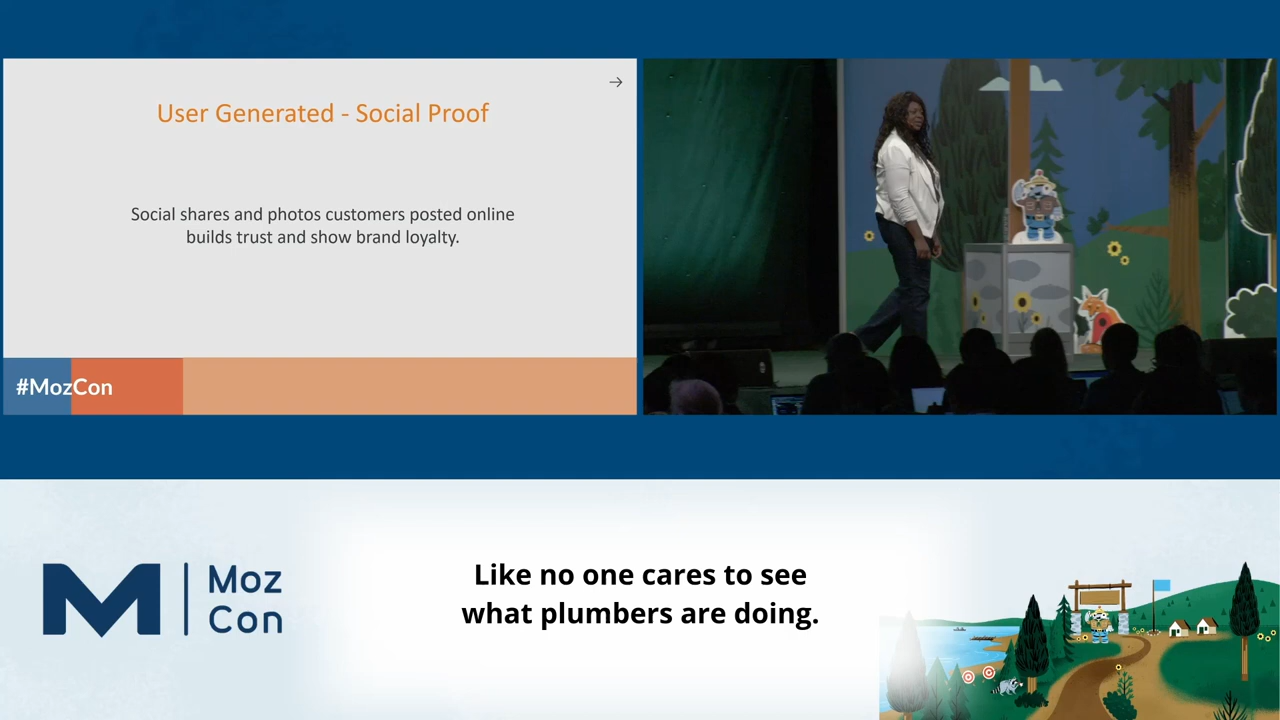 →
User Generated - Social Proof
Social shares and photos customers posted online
builds trust and show brand loyalty.
#MozCon
M
Moz
Con
Like no one cares to see
what plumbers are doing.